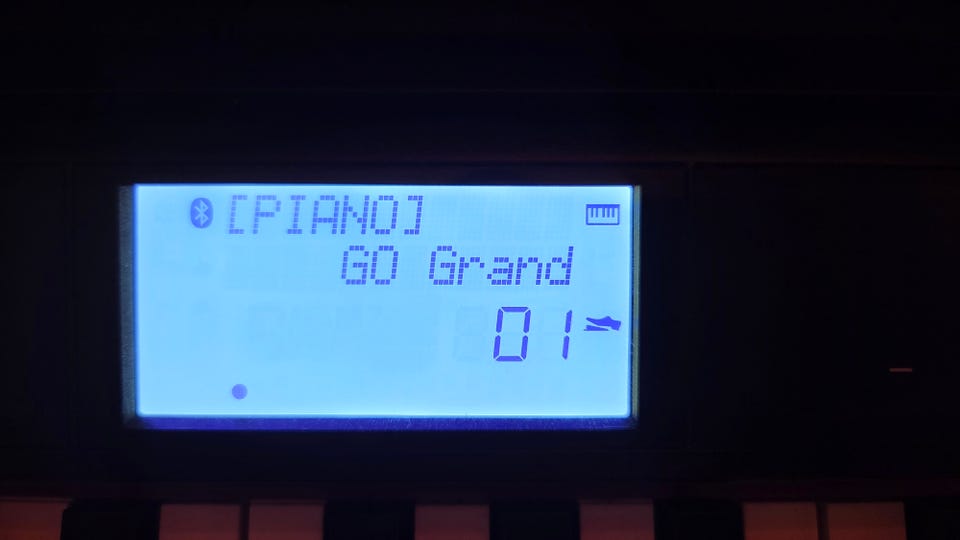 [PIANO]
GO Grand
01